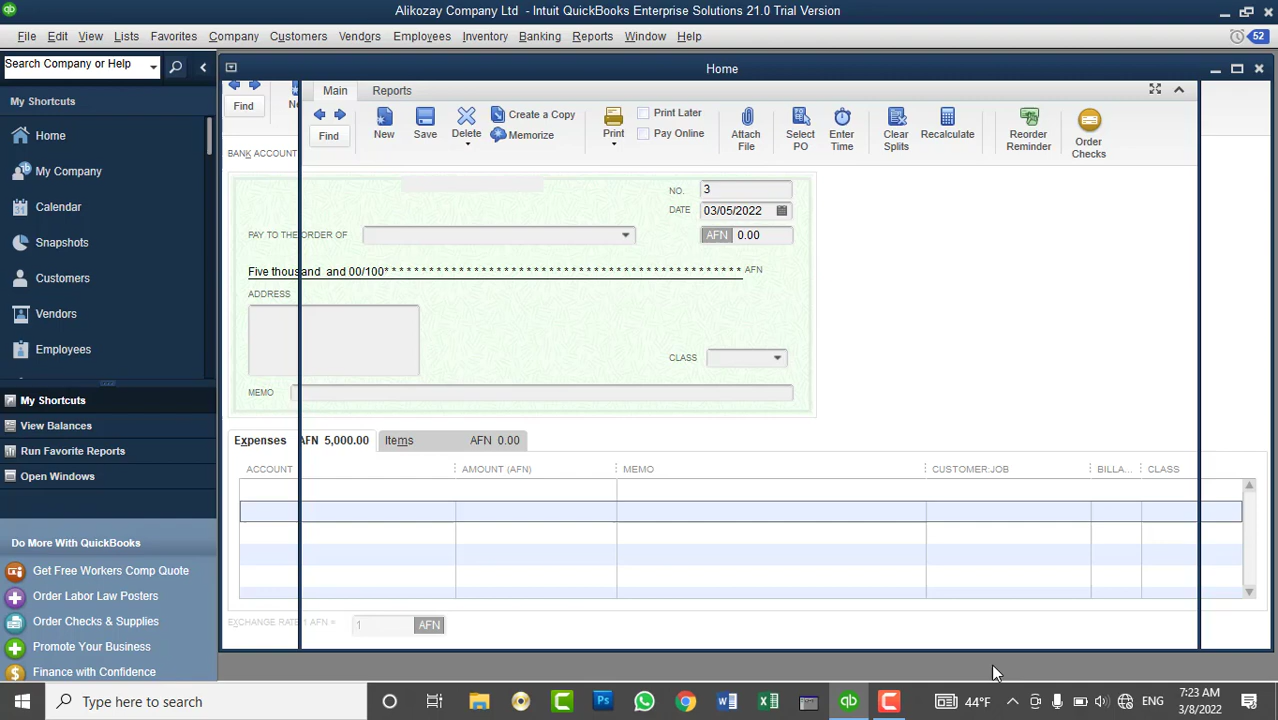 Alikozay Company Ltd - Intuit QuickBooks Enterprise Solutions 21.0 Trial Version
File Edit View Lists Favorites Company Customers Vendors Employees Inventory Banking Reports Window Help 52
Search Company or Help
Home
My Shortcuts
Home
My Company
Calendar
Snapshots
Customers
Vendors
Employees
My Shortcuts
View Balances
Run Favorite Reports
Open Windows
Do More With QuickBooks
Get Free Workers Comp Quote
Order Labor Law Posters
Order Checks & Supplies
Promote Your Business
Finance with Confidence
Main Reports
Find
Find New Save Delete Create a Copy Memorize Print Print Later Pay Online Attach File Select PO Enter Time Clear Splits Recalculate Reorder Reminder Order Checks
BANK ACCOUNT
NO. 3
DATE 03/05/2022
PAY TO THE ORDER OF AFN 0.00
Five thousand and 00/100* * * * * * * * * * * * * * * * * * * * * * * * * * * * * * * * * * * * * * * * * * * * * * * * AFN
ADDRESS
CLASS
MEMO
Expenses AFN 5,000.00 Items AFN 0.00
ACCOUNT AMOUNT (AFN) MEMO CUSTOMER:JOB BILLA... CLASS
EXCHANGE RATE 1 AFN = 1 AFN
Type here to search
44°F ENG 7:23 AM
3/8/2022